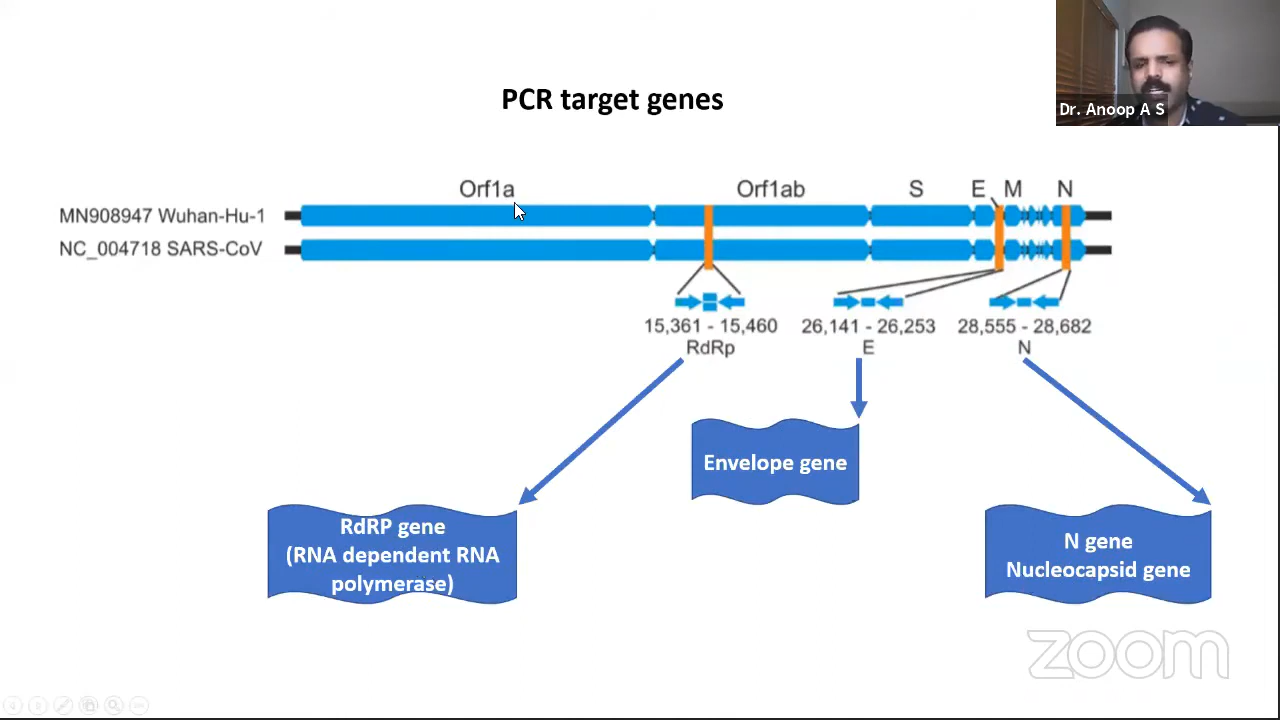 PCR target genes
Dr. Anoop A S
Orf1a Orf1ab S E M N
MN908947 Wuhan-Hu-1
NC_004718 SARS-CoV
15,361 - 15,460 26,141 - 26,253 28,555 - 28,682
RdRp E N
Envelope gene
RdRP gene
(RNA dependent RNA
polymerase)
N gene
Nucleocapsid gene
zoom